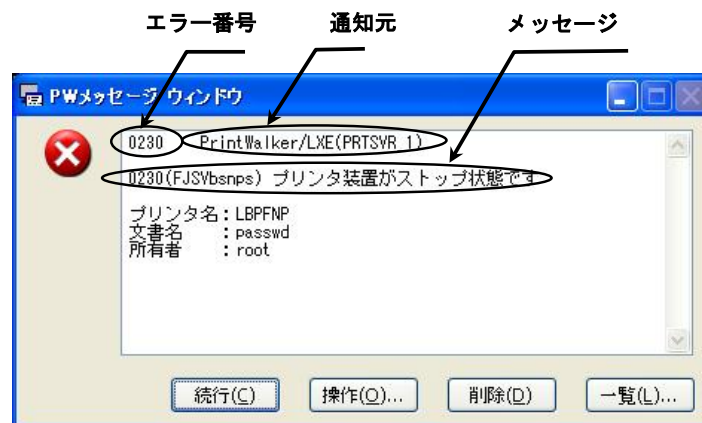 エラー番号 通知元 メッセージ
PWメッセージ ウィンドウ
0230 PrintWalker/LXE(PRTSVR 1)
0230(FJSVbsnps) プリンタ装置がストップ状態です
プリンタ名：LBPFNP
文書名 ：passwd
所有者 ：root
続行(C) 操作(O)... 削除(D) 一覧(L)...